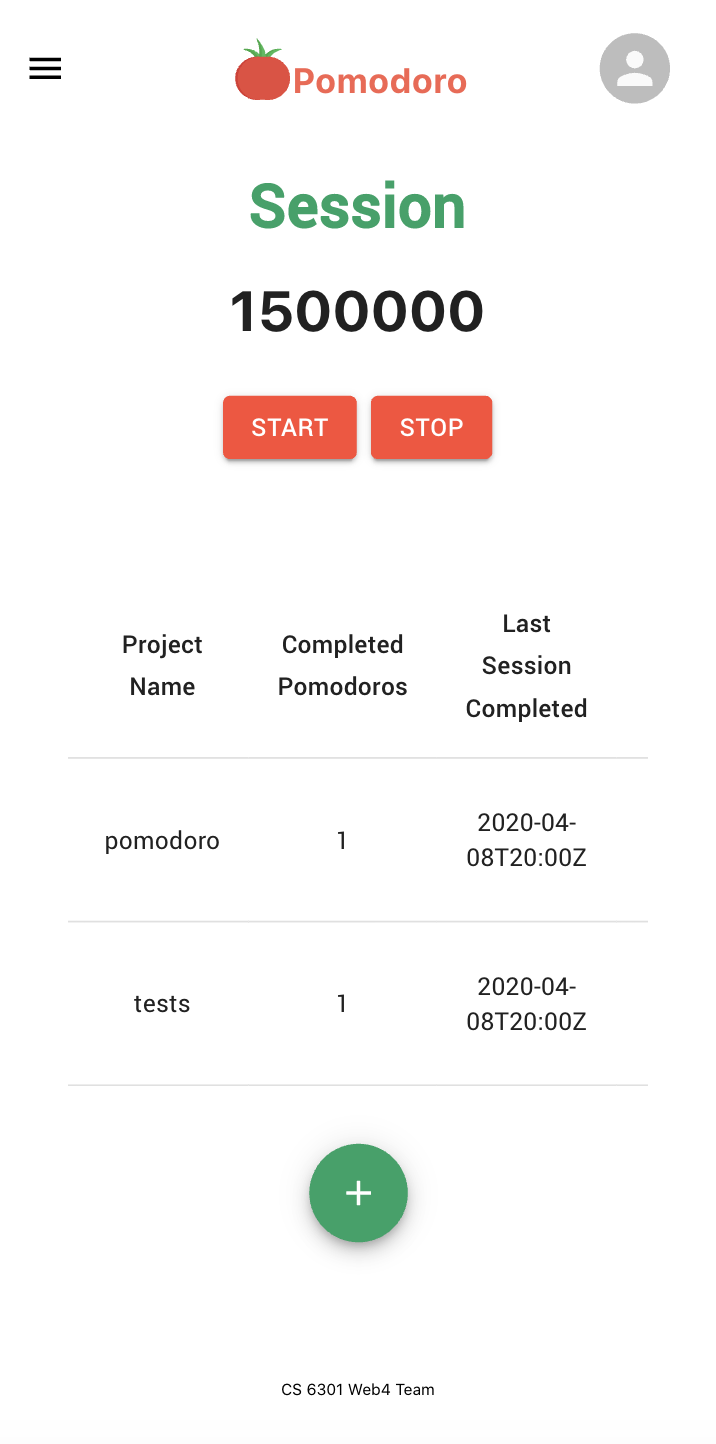 Pomodoro
Session
1500000
START STOP
Project Name
Completed Pomodoros
Last Session Completed
pomodoro 1 2020-04-08T20:00Z
tests 1 2020-04-08T20:00Z
+
CS 6301 Web4 Team